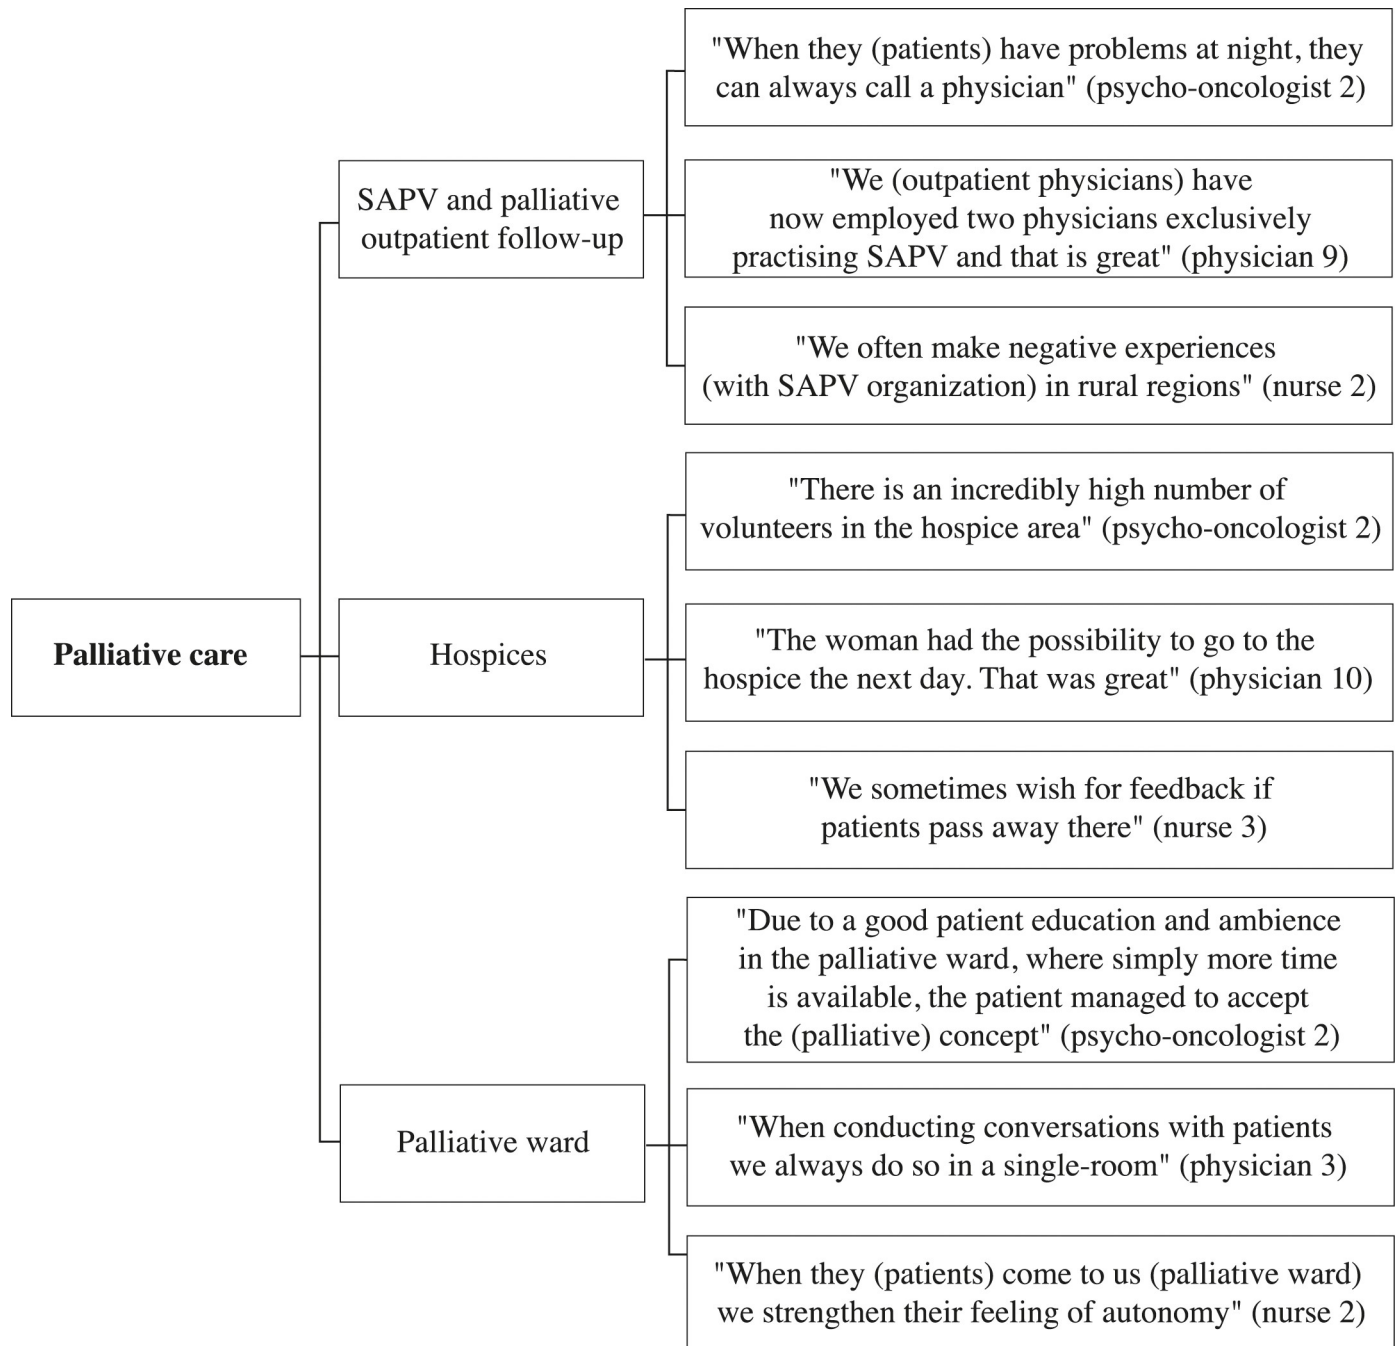 "When they (patients) have problems at night, they
can always call a physician" (psycho-oncologist 2)
SAPV and palliative
outpatient follow-up
"We (outpatient physicians) have
now employed two physicians exclusively
practising SAPV and that is great" (physician 9)
"We often make negative experiences
(with SAPV organization) in rural regions" (nurse 2)
"There is an incredibly high number of
volunteers in the hospice area" (psycho-oncologist 2)
Palliative care
Hospices
"The woman had the possibility to go to the
hospice the next day. That was great" (physician 10)
"We sometimes wish for feedback if
patients pass away there" (nurse 3)
"Due to a good patient education and ambience
in the palliative ward, where simply more time
is available, the patient managed to accept
the (palliative) concept" (psycho-oncologist 2)
Palliative ward
"When conducting conversations with patients
we always do so in a single-room" (physician 3)
"When they (patients) come to us (palliative ward)
we strengthen their feeling of autonomy" (nurse 2)